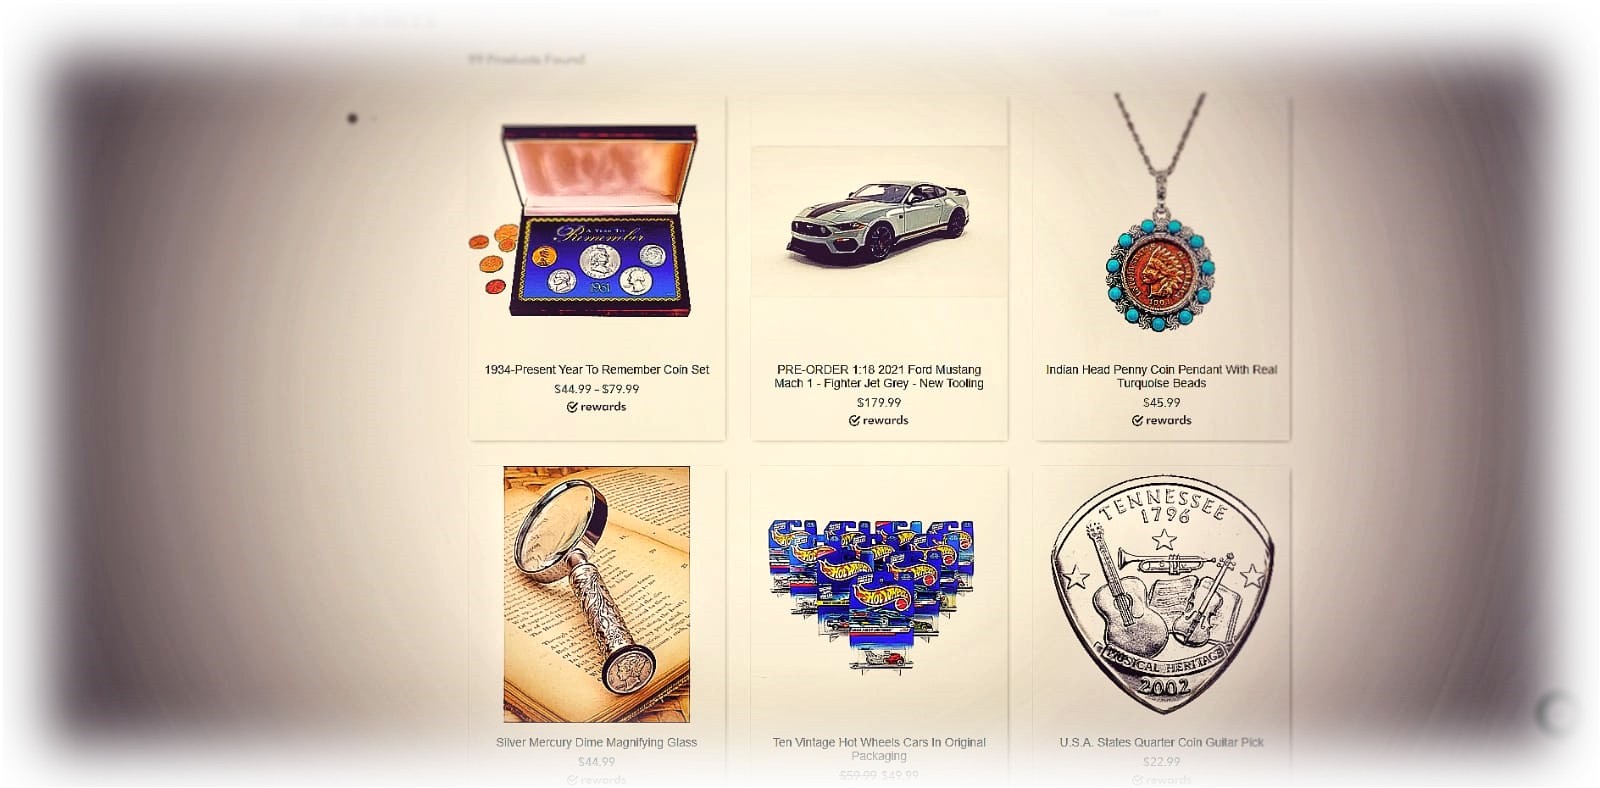 99 Products Found
A YEAR TO
Remember
1961
1934-Present Year To Remember Coin Set
$44.99 - $79.99
rewards
PRE-ORDER 1:18 2021 Ford Mustang
Mach 1 - Fighter Jet Grey - New Tooling
$179.99
rewards
Indian Head Penny Coin Pendant With Real
Turquoise Beads
$45.99
rewards
Silver Mercury Dime Magnifying Glass
$44.99
rewards
HOT WHEELS
Ten Vintage Hot Wheels Cars In Original
Packaging
$59.99 $49.99
TENNESSEE
1796
MUSICAL HERITAGE
2002
U.S.A. States Quarter Coin Guitar Pick
$22.99
rewards